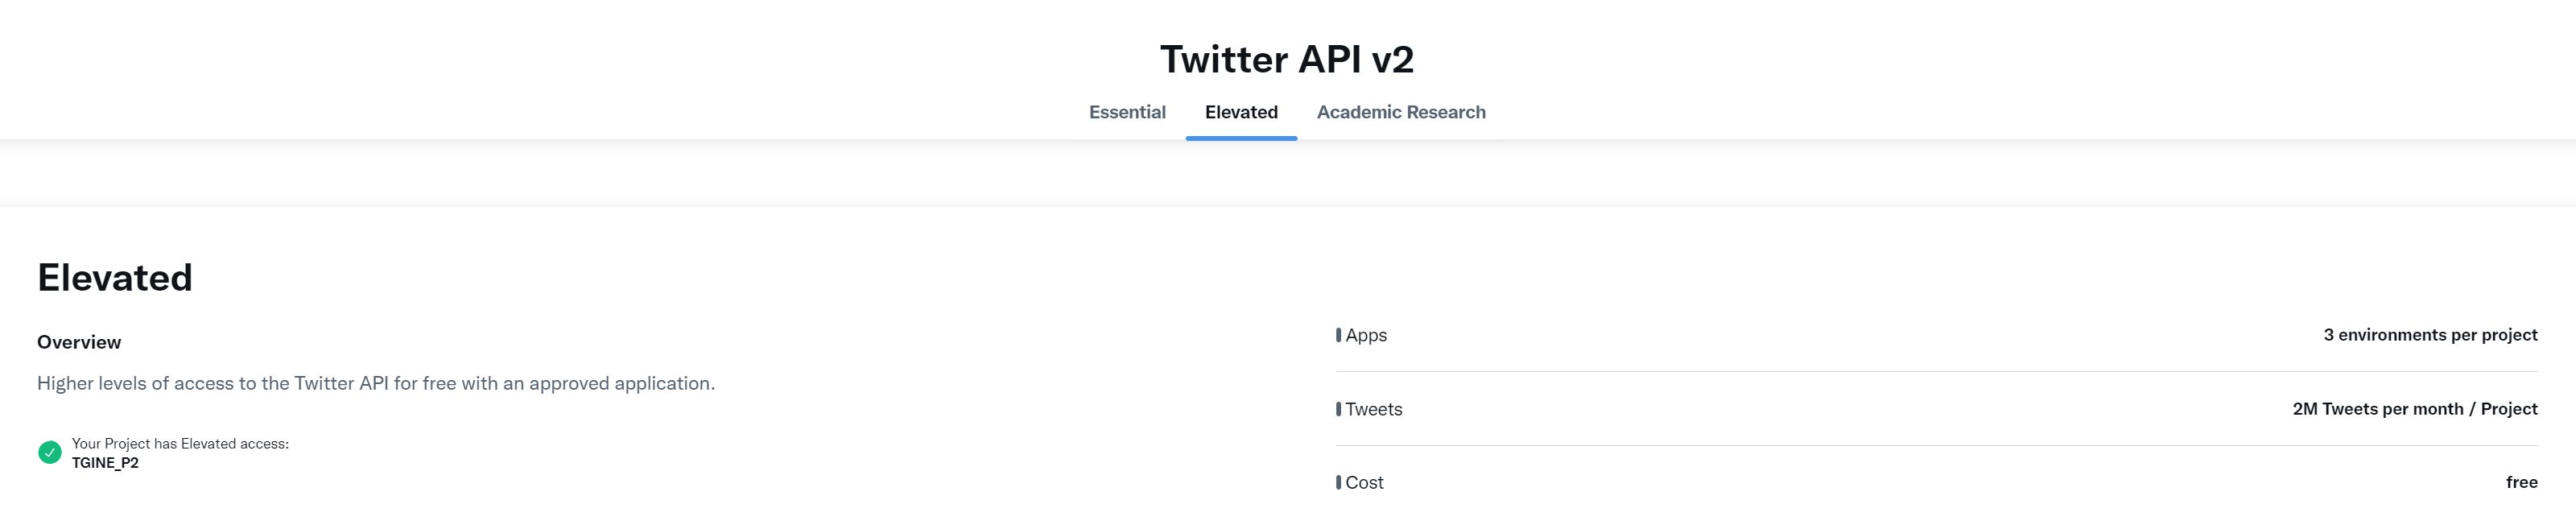 Twitter API v2
Essential Elevated Academic Research
Elevated
Overview
Higher levels of access to the Twitter API for free with an approved application.
Your Project has Elevated access:
TGINE_P2
Apps 3 environments per project
Tweets 2M Tweets per month / Project
Cost free